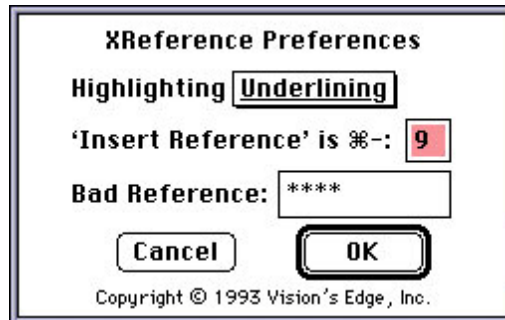 XReference Preferences
Highlighting Underlining
‘Insert Reference’ is ⌘-: 9
Bad Reference: ****
Cancel OK
Copyright © 1993 Vision's Edge, Inc.